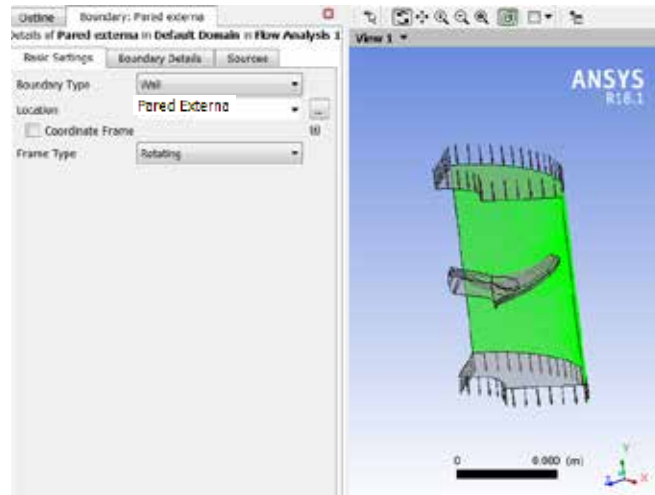 Outline Boundary: Pared externa
Details of Pared externa in Default Domain in Flow Analysis 1
Basic Settings Boundary Details Sources
Boundary Type Wall
Location Pared Externa
Coordinate Frame
Frame Type Rotating
View 1
ANSYS
R18.1
0 0.000 (m)
Y
Z X